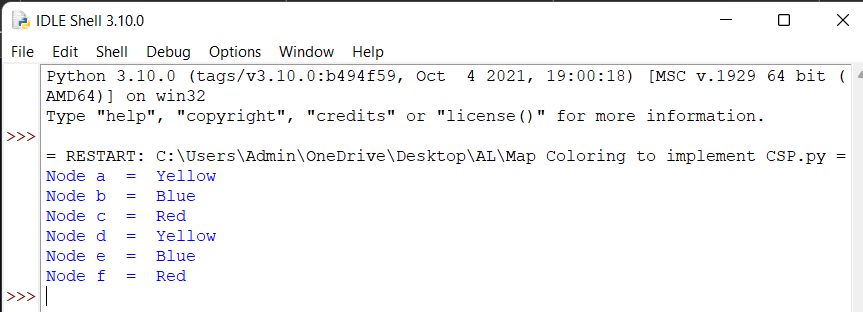 IDLE Shell 3.10.0
File Edit Shell Debug Options Window Help
Python 3.10.0 (tags/v3.10.0:b494f59, Oct  4 2021, 19:00:18) [MSC v.1929 64 bit (
AMD64)] on win32
Type "help", "copyright", "credits" or "license()" for more information.
>>>
= RESTART: C:\Users\Admin\OneDrive\Desktop\AL\Map Coloring to implement CSP.py =
Node a  =  Yellow
Node b  =  Blue
Node c  =  Red
Node d  =  Yellow
Node e  =  Blue
Node f  =  Red
>>>